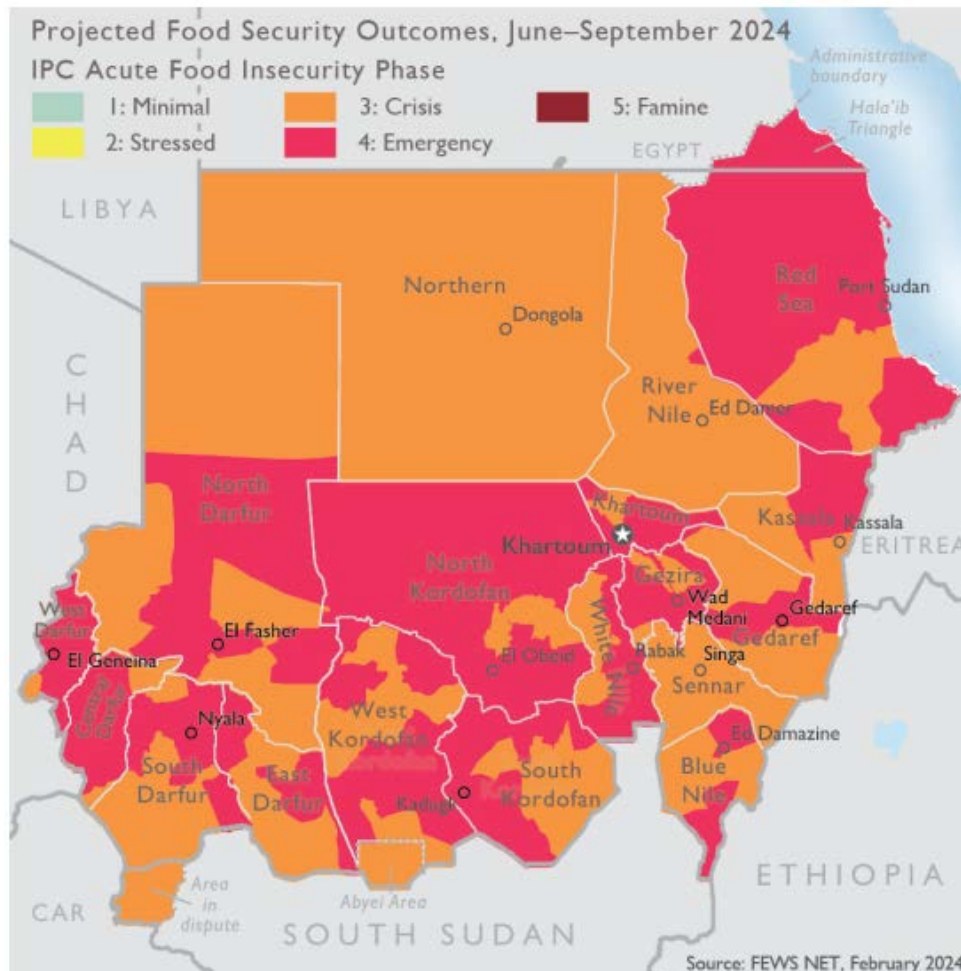 Projected Food Security Outcomes, June–September 2024
IPC Acute Food Insecurity Phase
1: Minimal
3: Crisis
5: Famine
2: Stressed
4: Emergency
Administrative
boundary
Hala'ib
Triangle
EGYPT
LIBYA
Northern
Dongola
Red
Sea
Port Sudan
CHAD
River
Nile
Ed Damer
North
Darfur
Khartoum
Khartoum
Kassala
Kassala
ERITREA
North
Kordofan
Gezira
Wad
Medani
Gedaref
Gedaref
West
Darfur
El Geneina
El Fasher
White Nile
El Obeid
Rabak
Singa
Sennar
Central
Darfur
Nyala
West
Kordofan
Ed Damazine
Blue
Nile
South
Darfur
East
Darfur
Kadugli
South
Kordofan
ETHIOPIA
CAR
Area
in
dispute
Abyei Area
SOUTH SUDAN
Source: FEWS NET, February 2024